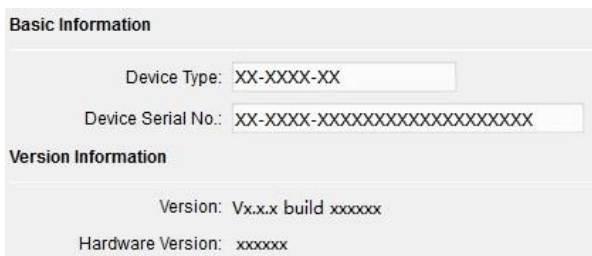 Basic Information
Device Type: XX-XXXX-XX
Device Serial No.: XX-XXXX-XXXXXXXXXXXXXXXXXX
Version Information
Version: Vx.x.x build xxxxxx
Hardware Version: xxxxxx